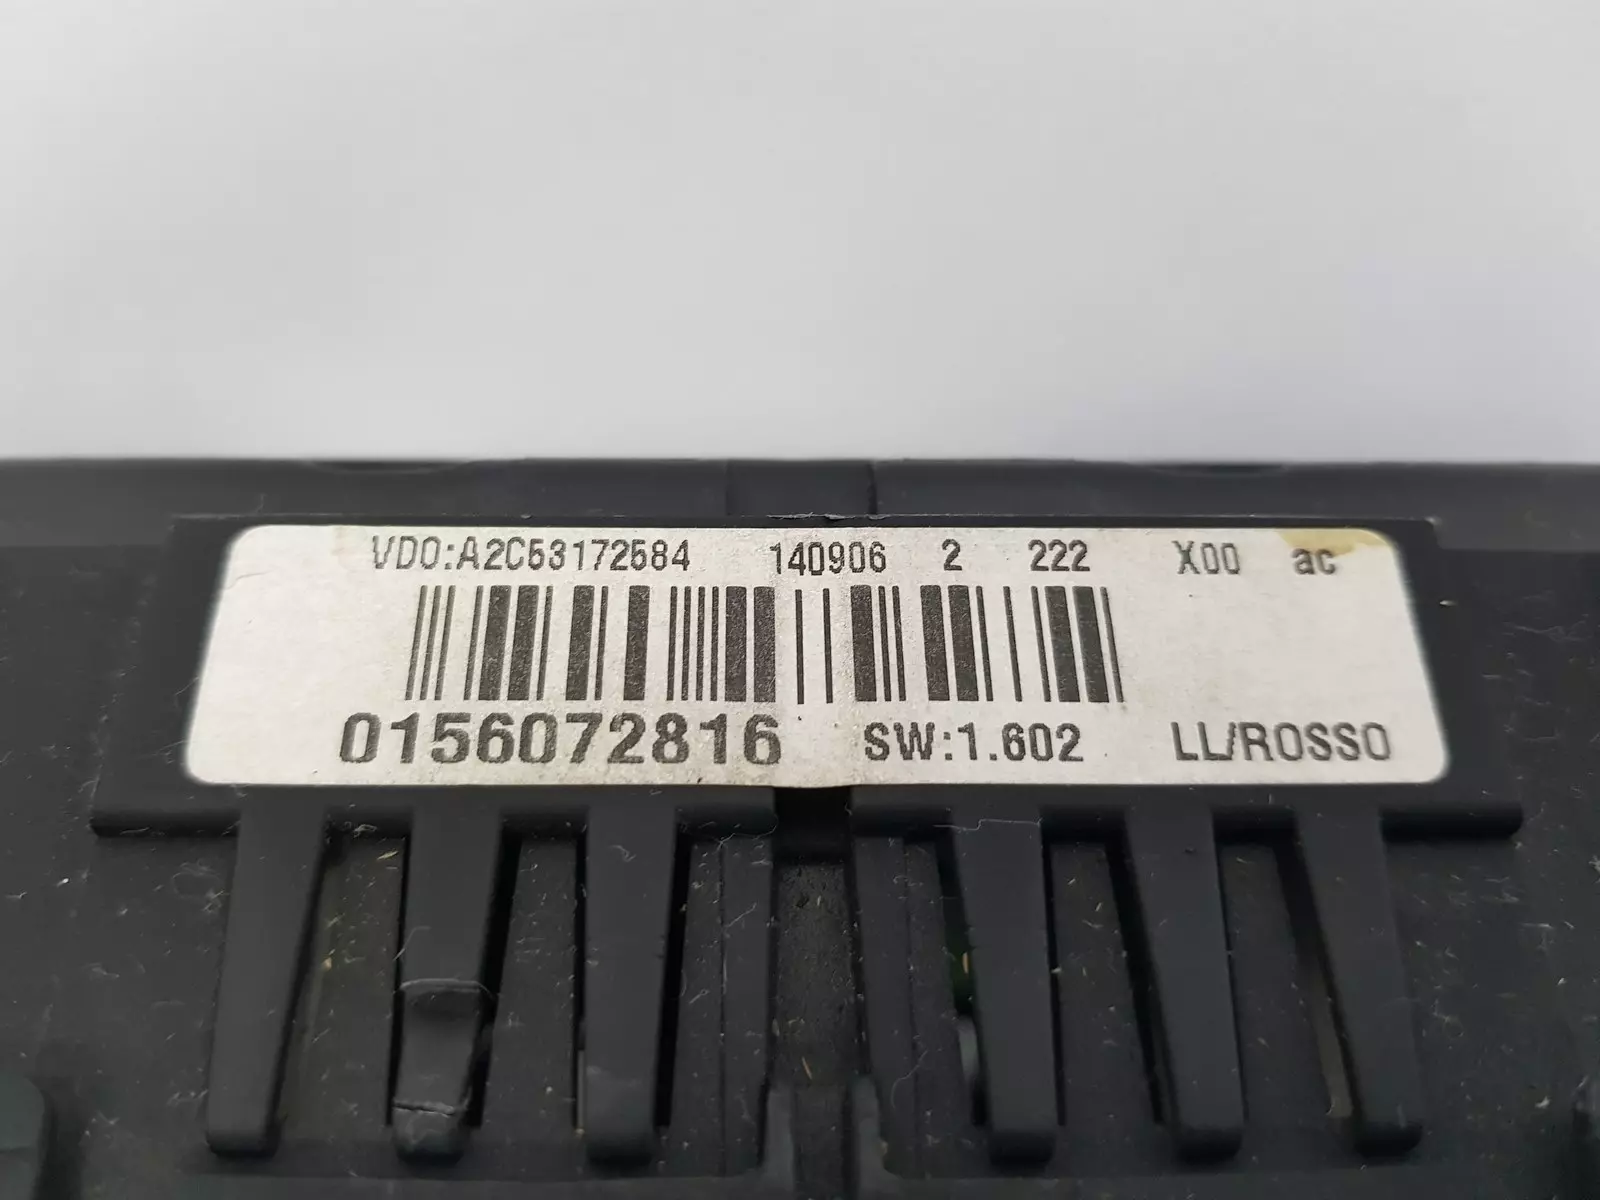 VDO:A2C53172584 140906 2 222 X00 ac
0156072816 SW:1.602 LL/ROSSO